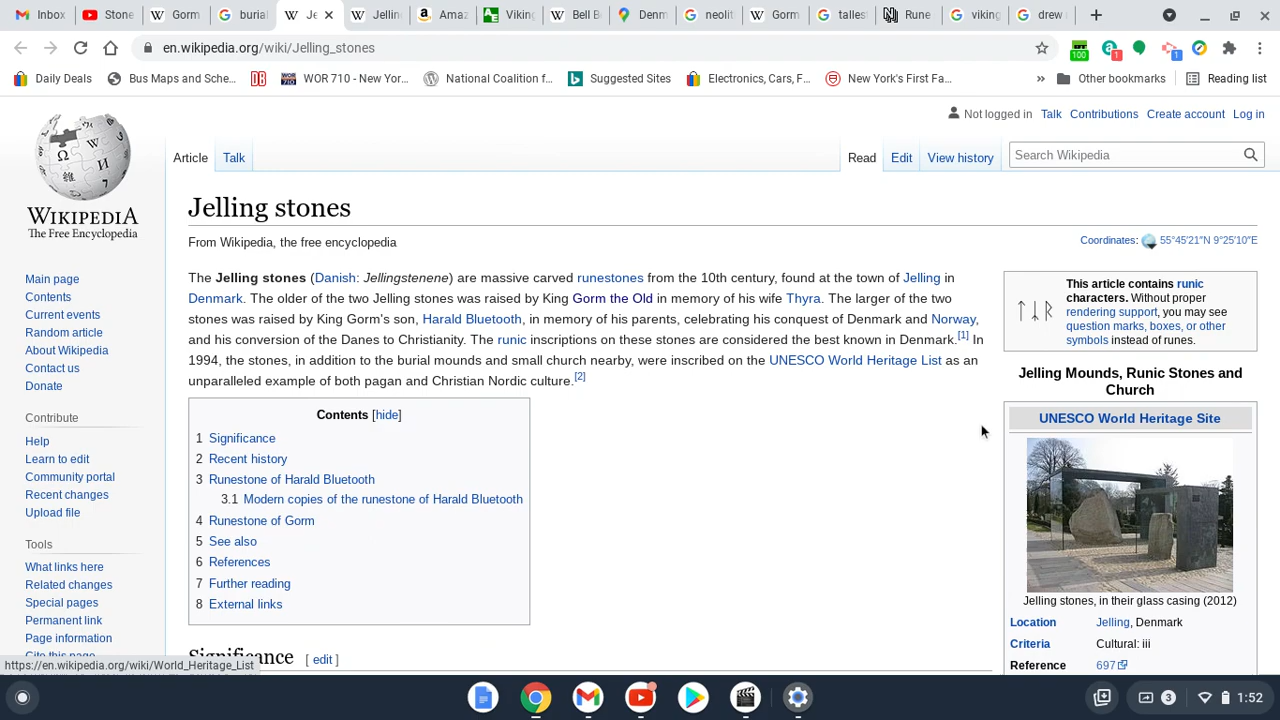 Inbox Stone Gorm burial Je Jellin Amaz Viking Bell B Denm neolit Gorm tallest Rune viking drew
en.wikipedia.org/wiki/Jelling_stones 100 1 1
Daily Deals Bus Maps and Sche... DB WOR 710 - New Yor... National Coalition f... Suggested Sites Electronics, Cars, F... New York's First Fa... » Other bookmarks Reading list
Not logged in Talk Contributions Create account Log in
Article Talk Read Edit View history Search Wikipedia
WIKIPEDIA
The Free Encyclopedia
Main page
Contents
Current events
Random article
About Wikipedia
Contact us
Donate
Contribute
Help
Learn to edit
Community portal
Recent changes
Upload file
Tools
What links here
Related changes
Special pages
Permanent link
Page information
Cite this page
Jelling stones
From Wikipedia, the free encyclopedia
Coordinates: 55°45′21″N 9°25′10″E
The Jelling stones (Danish: Jellingstenene) are massive carved runestones from the 10th century, found at the town of Jelling in
Denmark. The older of the two Jelling stones was raised by King Gorm the Old in memory of his wife Thyra. The larger of the two
stones was raised by King Gorm's son, Harald Bluetooth, in memory of his parents, celebrating his conquest of Denmark and Norway,
and his conversion of the Danes to Christianity. The runic inscriptions on these stones are considered the best known in Denmark.[1] In
1994, the stones, in addition to the burial mounds and small church nearby, were inscribed on the UNESCO World Heritage List as an
unparalleled example of both pagan and Christian Nordic culture.[2]
Contents [hide]
1 Significance
2 Recent history
3 Runestone of Harald Bluetooth
3.1 Modern copies of the runestone of Harald Bluetooth
4 Runestone of Gorm
5 See also
6 References
7 Further reading
8 External links
Significance [ edit ]
This article contains runic
characters. Without proper
rendering support, you may see
question marks, boxes, or other
symbols instead of runes.
ᛏᛁᚱ
Jelling Mounds, Runic Stones and
Church
UNESCO World Heritage Site
Jelling stones, in their glass casing (2012)
Location Jelling, Denmark
Criteria Cultural: iii
Reference 697
https://en.wikipedia.org/wiki/World_Heritage_List
3 1:52